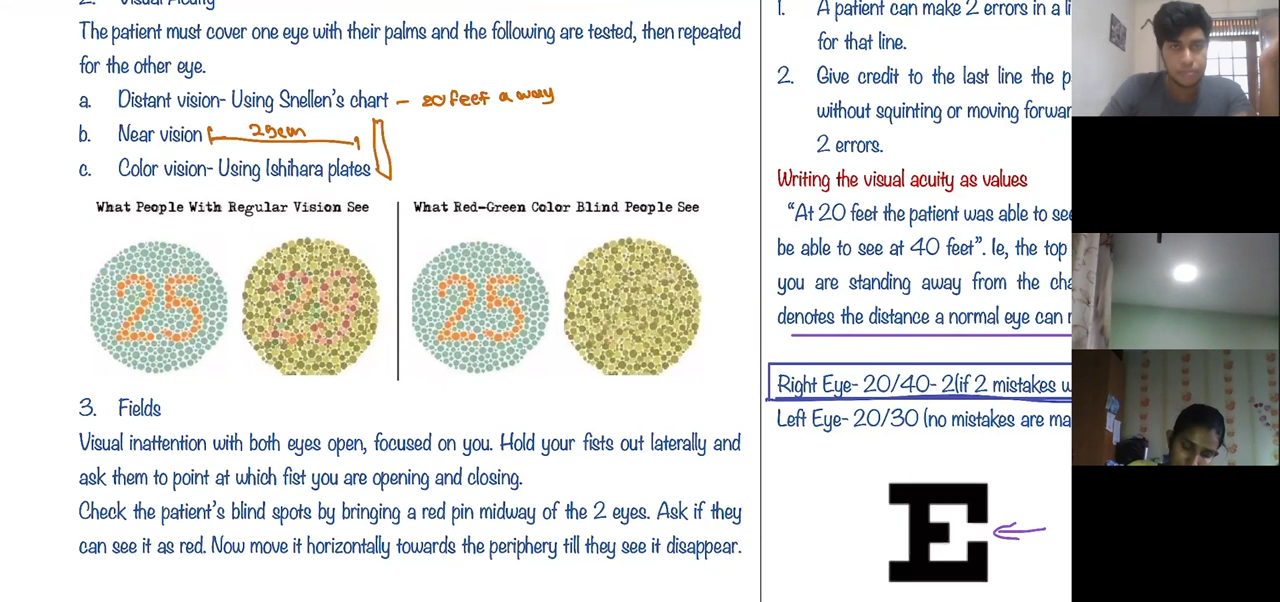 2. Visual Acuity
The patient must cover one eye with their palms and the following are tested, then repeated
for the other eye.
a. Distant vision- Using Snellen's chart – 20 feet away
b. Near vision 25cm
c. Color vision- Using Ishihara plates
What People With Regular Vision See
What Red-Green Color Blind People See
25 29 25
3. Fields
Visual inattention with both eyes open, focused on you. Hold your fists out laterally and
ask them to point at which fist you are opening and closing.
Check the patient's blind spots by bringing a red pin midway of the 2 eyes. Ask if they
can see it as red. Now move it horizontally towards the periphery till they see it disappear.
1. A patient can make 2 errors in a li
for that line.
2. Give credit to the last line the p
without squinting or moving forwar
2 errors.
Writing the visual acuity as values
"At 20 feet the patient was able to see
be able to see at 40 feet". Ie, the top
you are standing away from the cha
denotes the distance a normal eye can r
Right Eye- 20/40- 2(if 2 mistakes w
Left Eye- 20/30 (no mistakes are ma
E